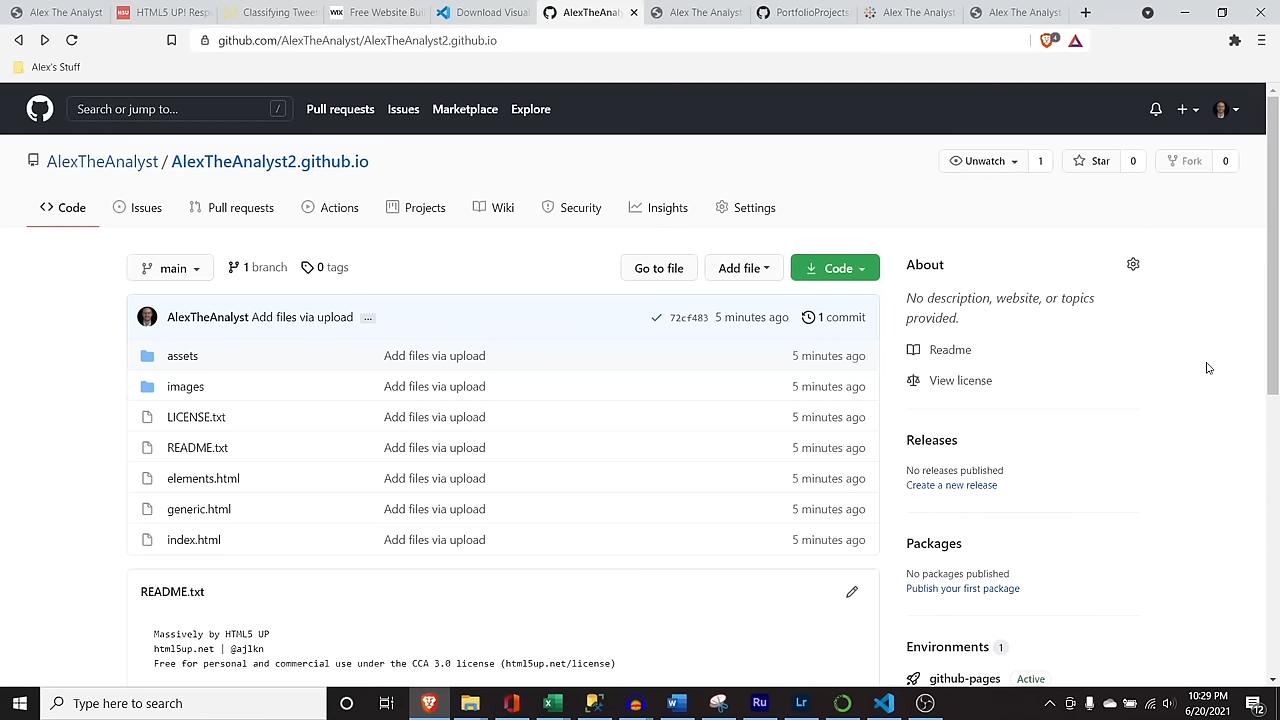 Alex The Analyst
HTML5 UP! Resp
Classifying Tweet
WIX
Free Website Buil
Download Visua
AlexTheAnaly
Alex The Analyst
PortfolioProjects
Alex The Analyst
Alex The Analyst
github.com/AlexTheAnalyst/AlexTheAnalyst2.github.io
4
Alex's Stuff
Search or jump to...
/
Pull requests
Issues
Marketplace
Explore
AlexTheAnalyst / AlexTheAnalyst2.github.io
Unwatch
1
Star
0
Fork
0
Code
Issues
Pull requests
Actions
Projects
Wiki
Security
Insights
Settings
main
1 branch
0 tags
Go to file
Add file
Code
AlexTheAnalyst Add files via upload ...
72cf483 5 minutes ago
1 commit
assets Add files via upload 5 minutes ago
images Add files via upload 5 minutes ago
LICENSE.txt Add files via upload 5 minutes ago
README.txt Add files via upload 5 minutes ago
elements.html Add files via upload 5 minutes ago
generic.html Add files via upload 5 minutes ago
index.html Add files via upload 5 minutes ago
README.txt
Massively by HTML5 UP
html5up.net | @ajlkn
Free for personal and commercial use under the CCA 3.0 license (html5up.net/license)
About
No description, website, or topics
provided.
Readme
View license
Releases
No releases published
Create a new release
Packages
No packages published
Publish your first package
Environments 1
github-pages Active
Type here to search
Ru
Lr
10:29 PM
6/20/2021
12